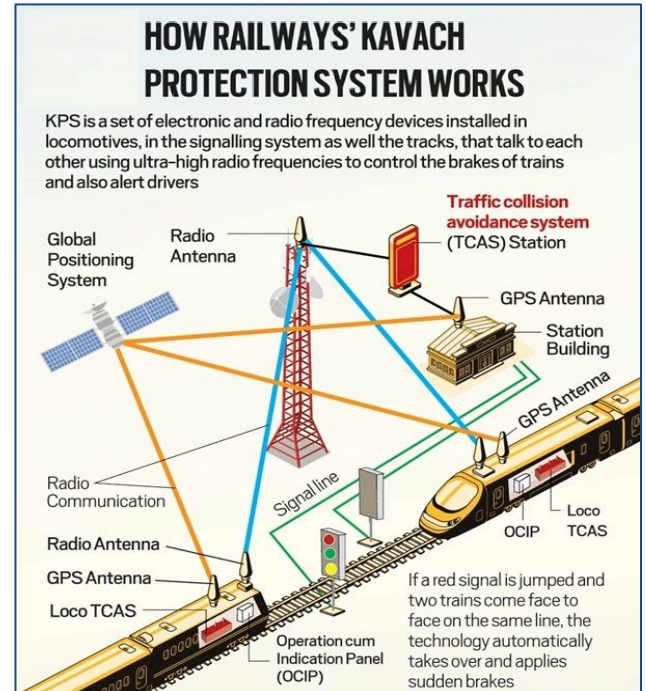 HOW RAILWAYS' KAVACH
PROTECTION SYSTEM WORKS
KPS is a set of electronic and radio frequency devices installed in
locomotives, in the signalling system as well the tracks, that talk to each
other using ultra-high radio frequencies to control the brakes of trains
and also alert drivers
Traffic collision
avoidance system
(TCAS) Station
Global
Positioning
System
Radio
Antenna
GPS Antenna
Station
Building
GPS Antenna
Radio
Communication
Signal line
OCIP
Loco
TCAS
Radio Antenna
GPS Antenna
Loco TCAS
Operation cum
Indication Panel
(OCIP)
If a red signal is jumped and
two trains come face to
face on the same line, the
technology automatically
takes over and applies
sudden brakes